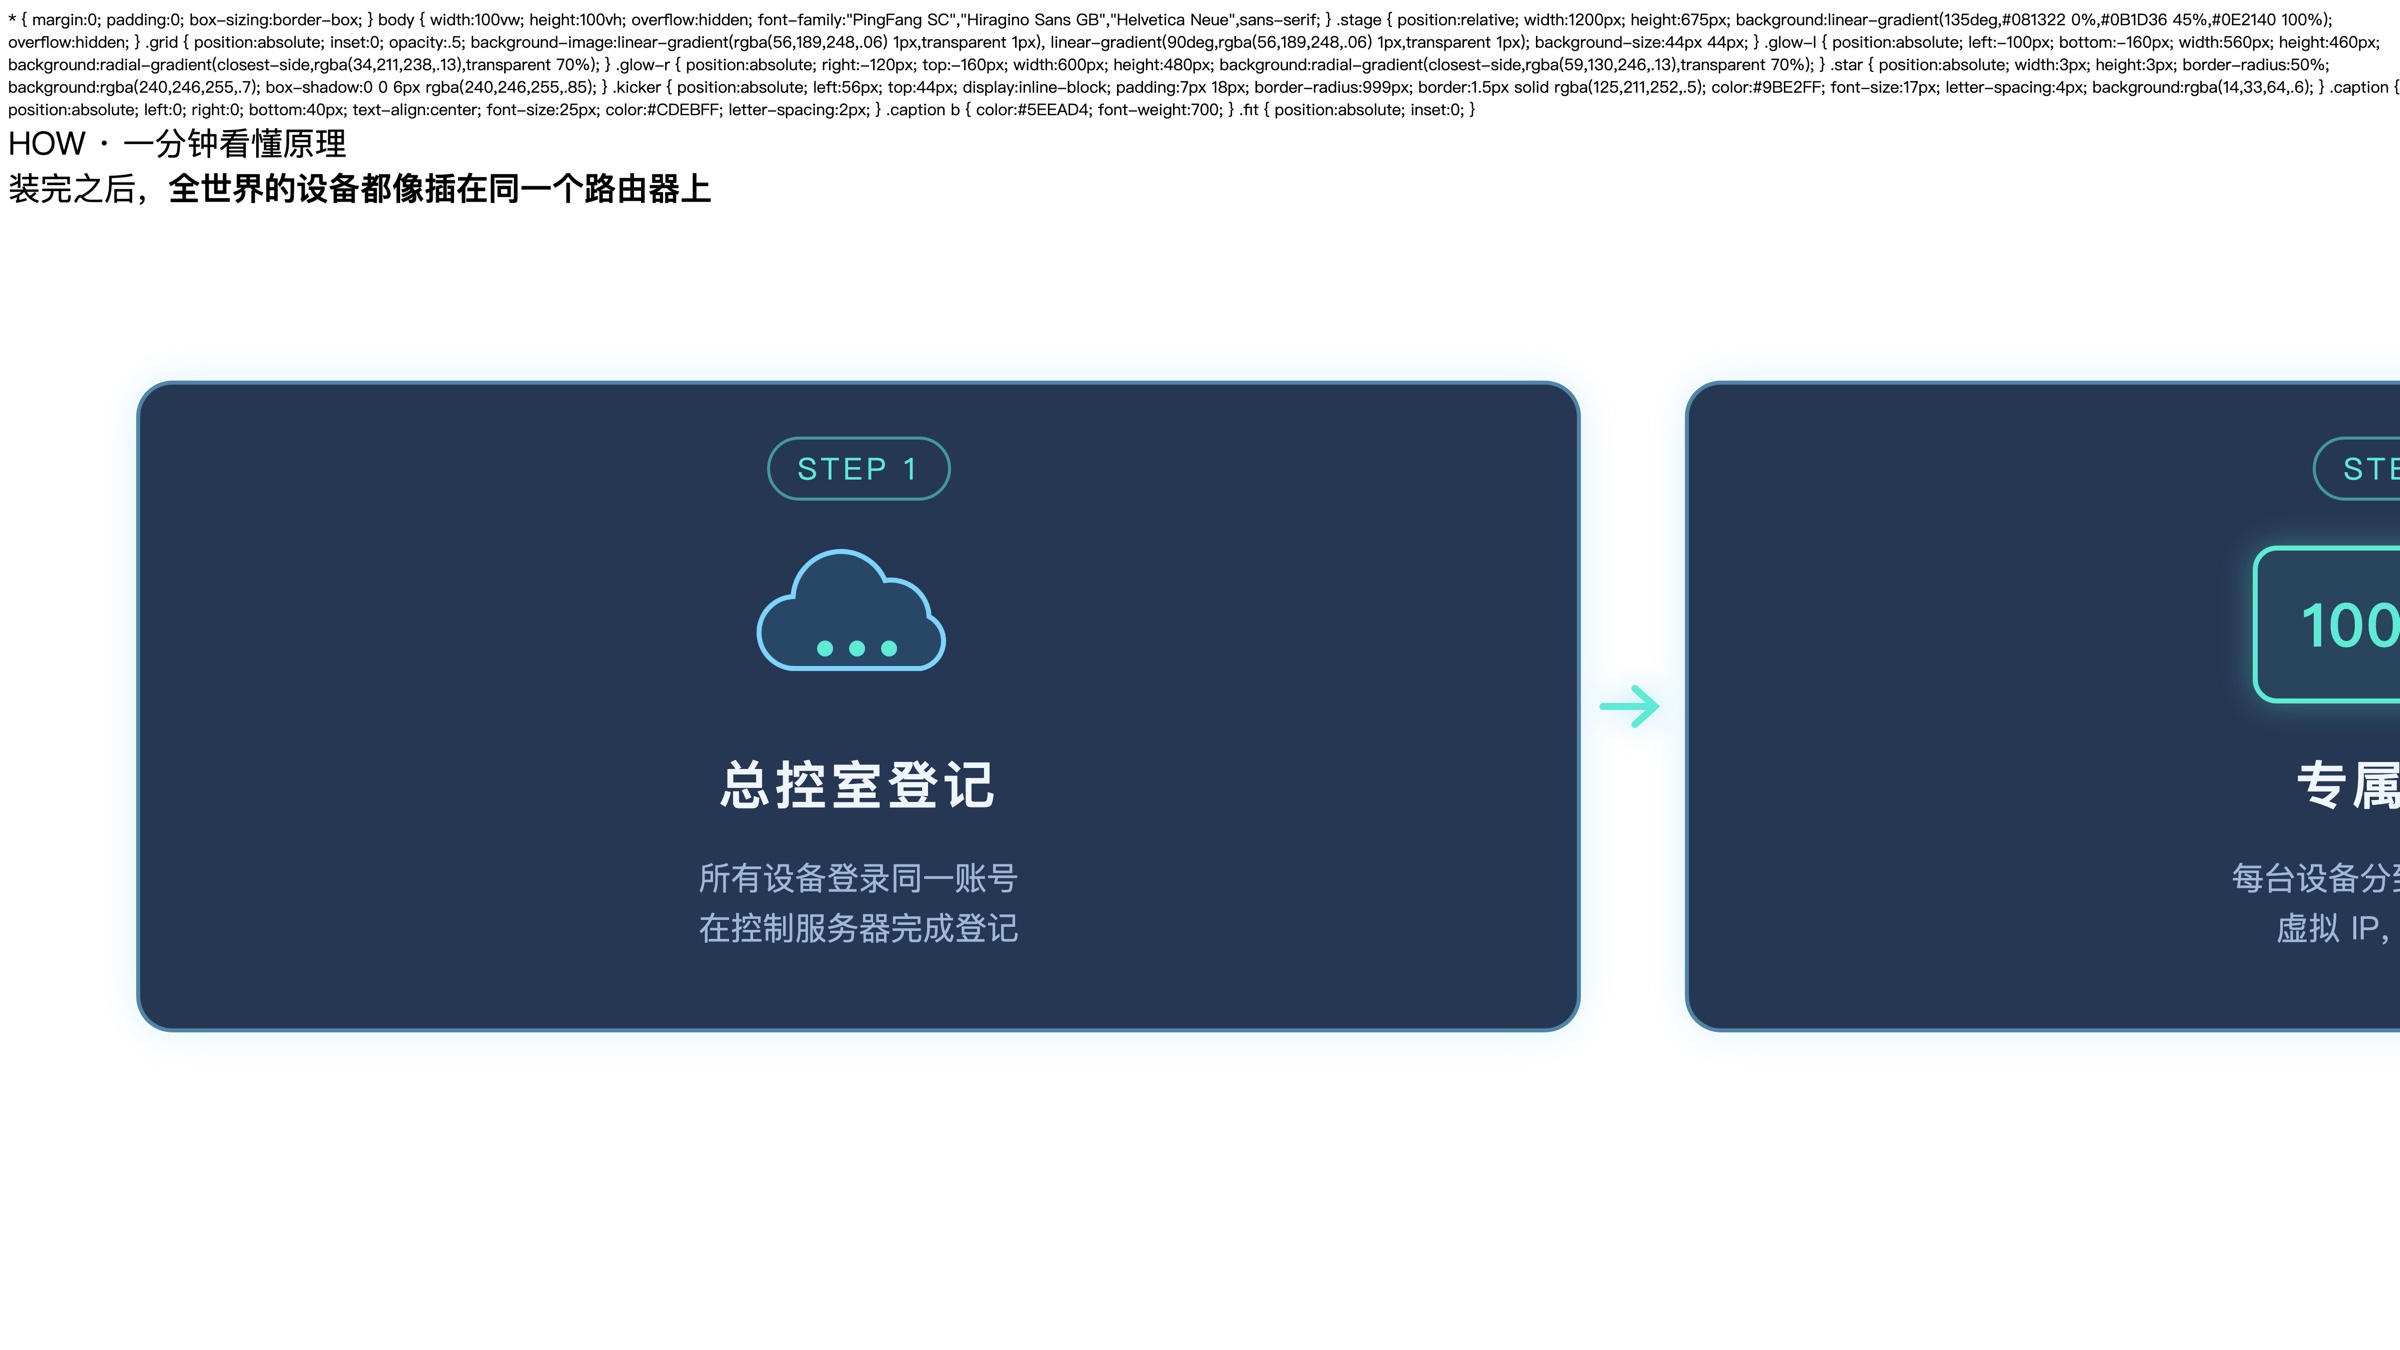 * { margin:0; padding:0; box-sizing:border-box; } body { width:100vw; height:100vh; overflow:hidden; font-family:"PingFang SC","Hiragino Sans GB","Helvetica Neue",sans-serif; } .stage { position:relative; width:1200px; height:675px; background:linear-gradient(135deg,#081322 0%,#0B1D36 45%,#0E2140 100%);
overflow:hidden; } .grid { position:absolute; inset:0; opacity:.5; background-image:linear-gradient(rgba(56,189,248,.06) 1px,transparent 1px), linear-gradient(90deg,rgba(56,189,248,.06) 1px,transparent 1px); background-size:44px 44px; } .glow-l { position:absolute; left:-100px; bottom:-160px; width:560px; height:460px;
background:radial-gradient(closest-side,rgba(34,211,238,.13),transparent 70%); } .glow-r { position:absolute; right:-120px; top:-160px; width:600px; height:480px; background:radial-gradient(closest-side,rgba(59,130,246,.13),transparent 70%); } .star { position:absolute; width:3px; height:3px; border-radius:50%;
background:rgba(240,246,255,.7); box-shadow:0 0 6px rgba(240,246,255,.85); } .kicker { position:absolute; left:56px; top:44px; display:inline-block; padding:7px 18px; border-radius:999px; border:1.5px solid rgba(125,211,252,.5); color:#9BE2FF; font-size:17px; letter-spacing:4px; background:rgba(14,33,64,.6); } .caption {
position:absolute; left:0; right:0; bottom:40px; text-align:center; font-size:25px; color:#CDEBFF; letter-spacing:2px; } .caption b { color:#5EEAD4; font-weight:700; } .fit { position:absolute; inset:0; }
HOW · 一分钟看懂原理
装完之后，全世界的设备都像插在同一个路由器上
STEP 1
总控室登记
所有设备登录同一账号
在控制服务器完成登记
STE
100
专属
每台设备分
虚拟 IP，